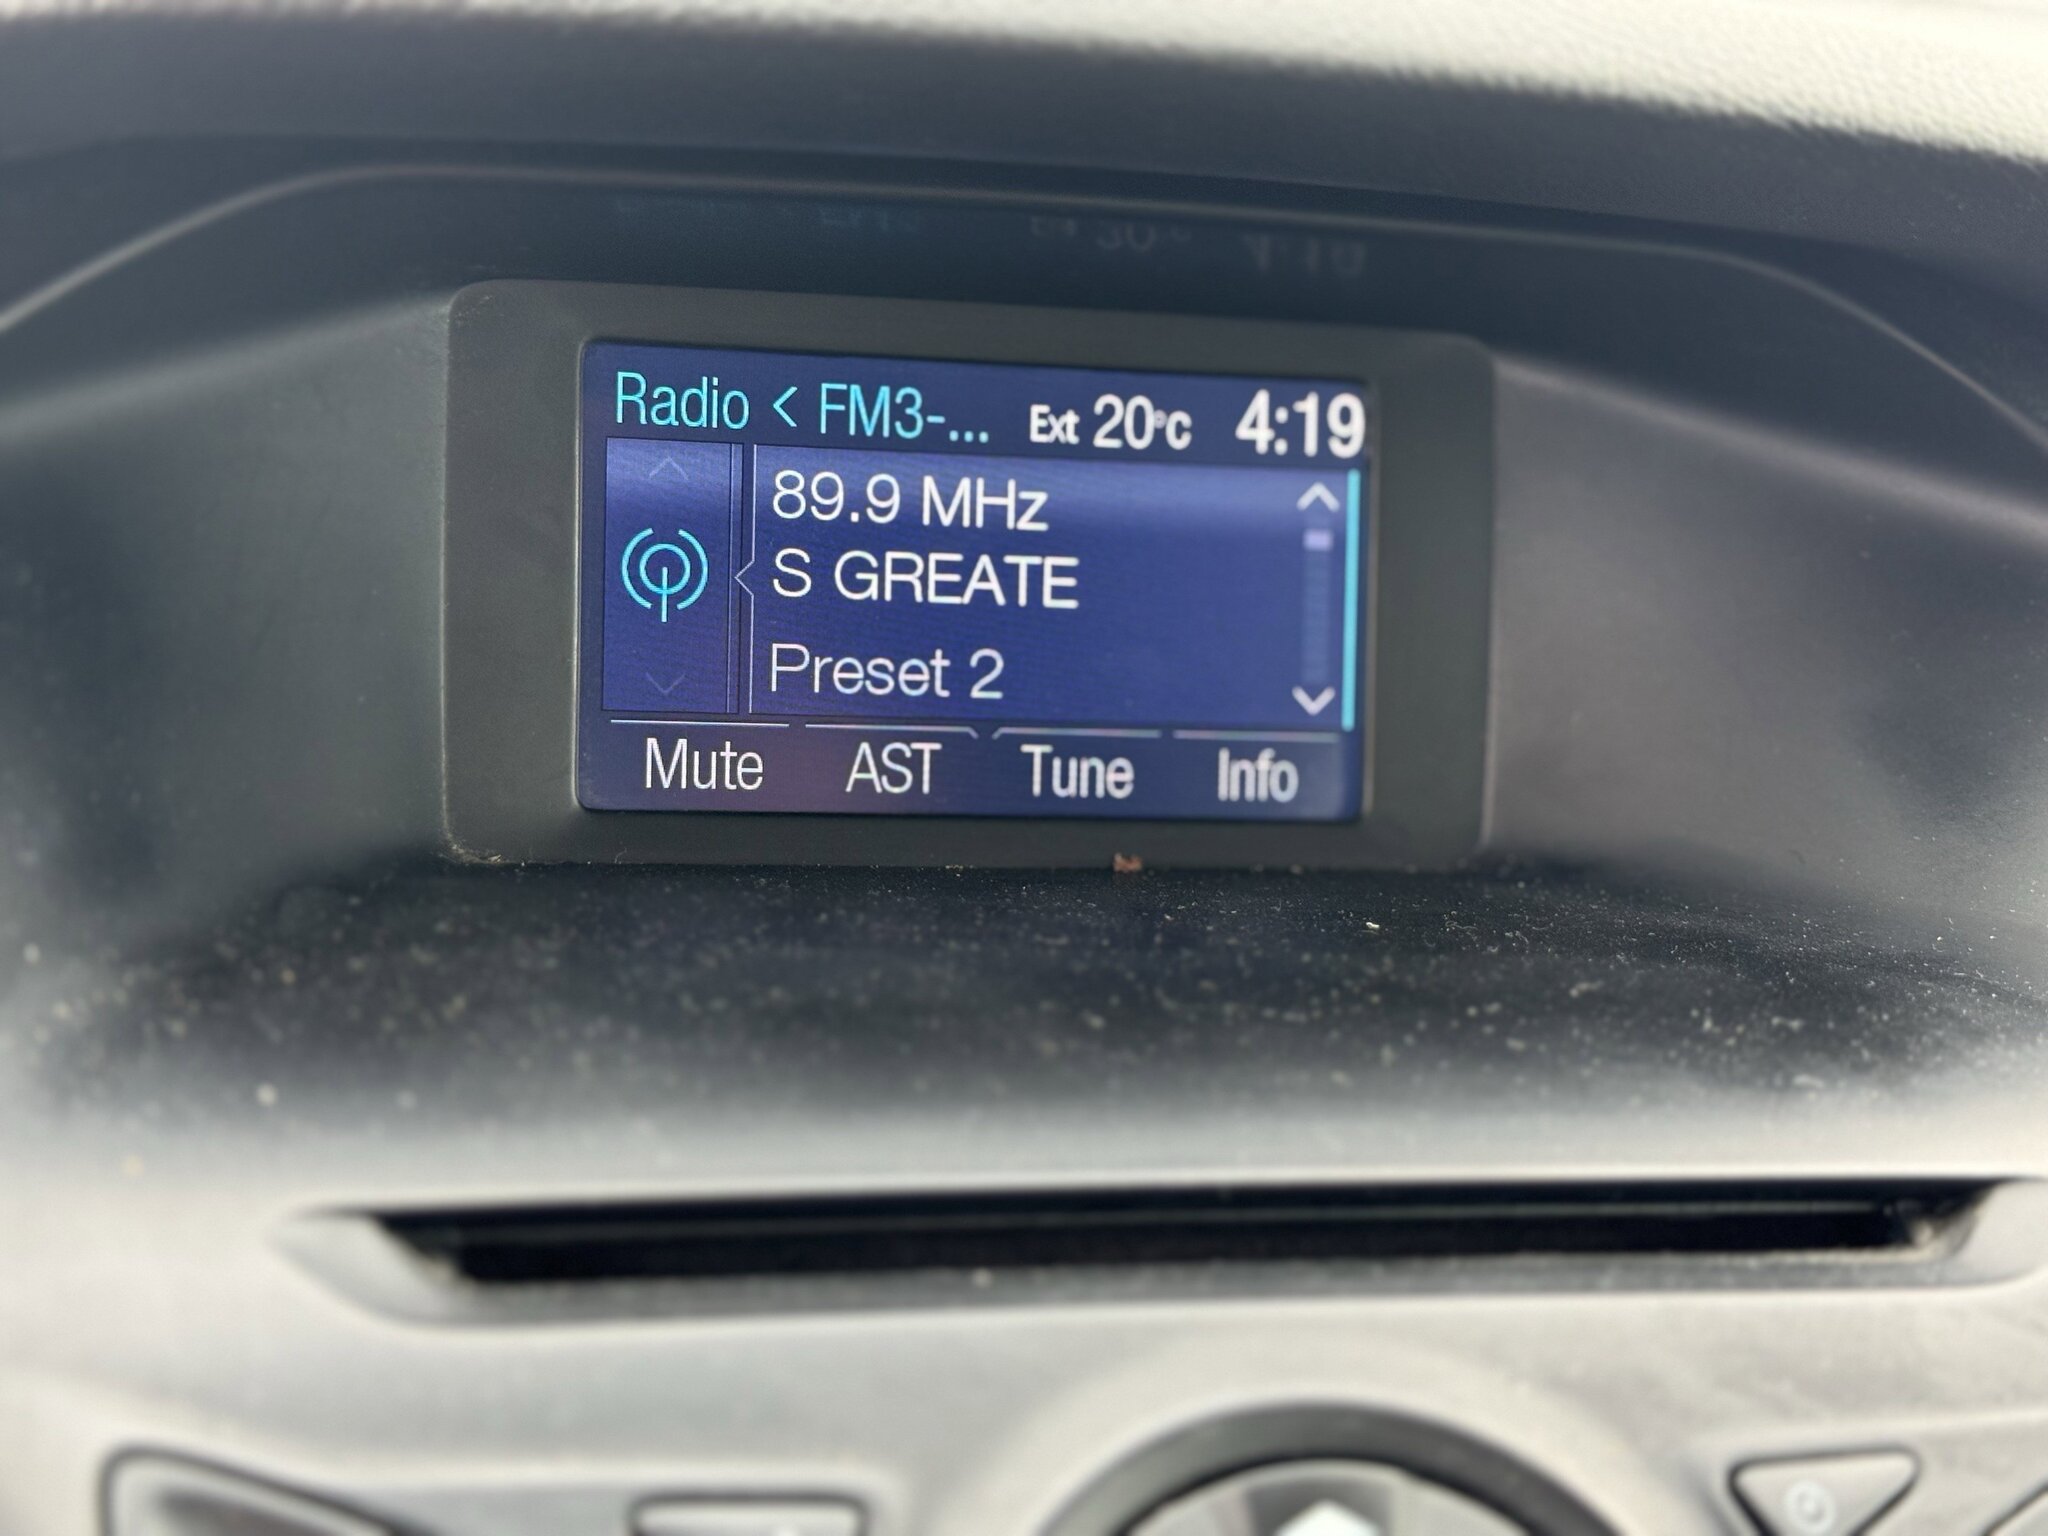 Radio < FM3-... Ext 20°C 4:19
89.9 MHz
S GREATE
Preset 2
Mute AST Tune Info